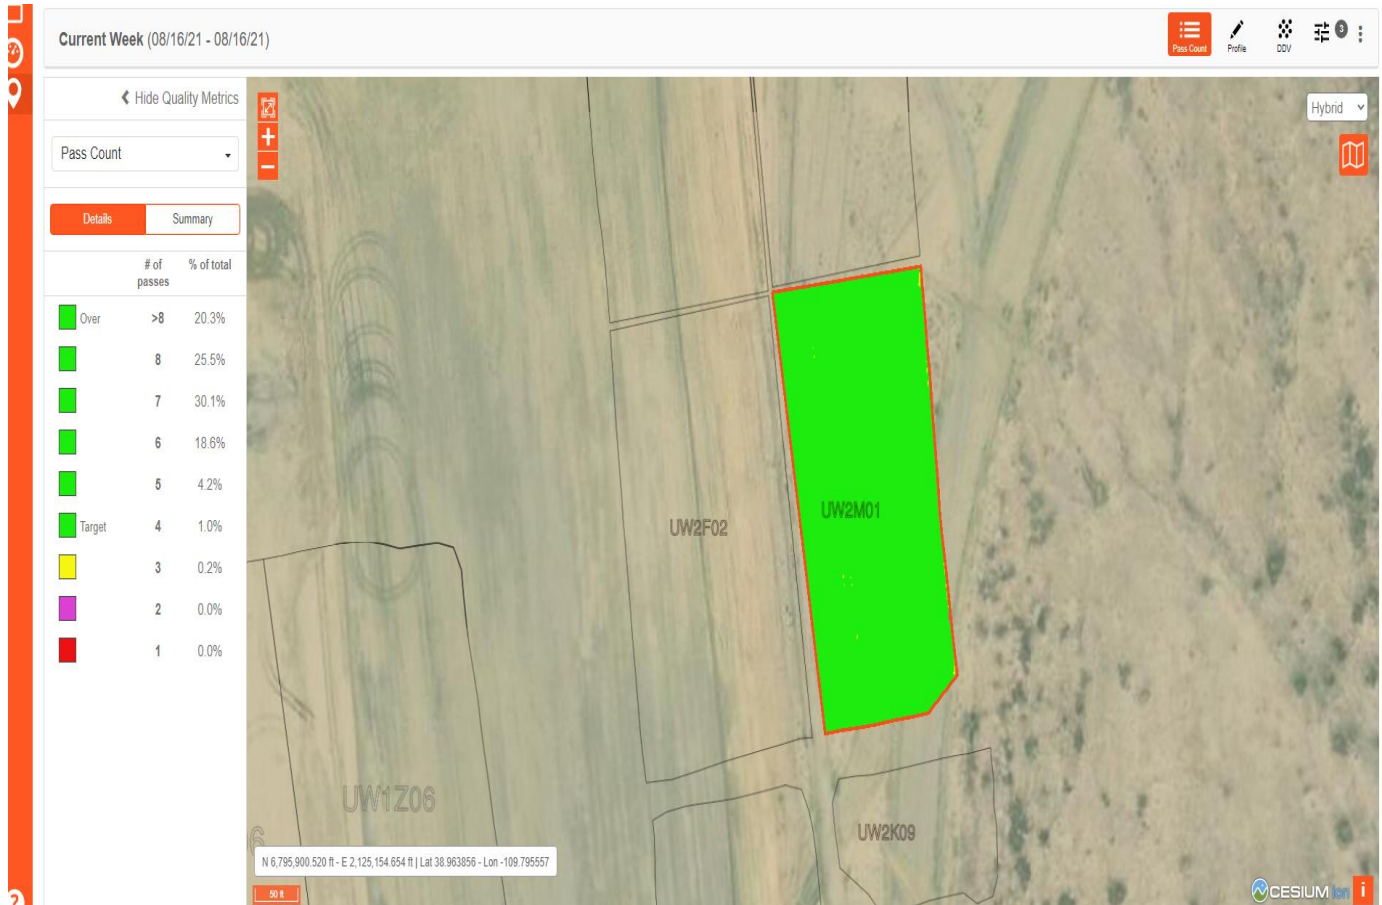 Current Week (08/16/21 - 08/16/21)
Pass Count
Profile
DDV
3
Hide Quality Metrics
Pass Count
Details Summary
# of passes % of total
Over >8 20.3%
8 25.5%
7 30.1%
6 18.6%
5 4.2%
Target 4 1.0%
3 0.2%
2 0.0%
1 0.0%
Hybrid
UW2M01
UW2F02
UW1Z06
6
UW2K09
N 6,795,900.520 ft - E 2,125,154.654 ft | Lat 38.963856 - Lon -109.795557
50 ft
CESIUM ion
i
?